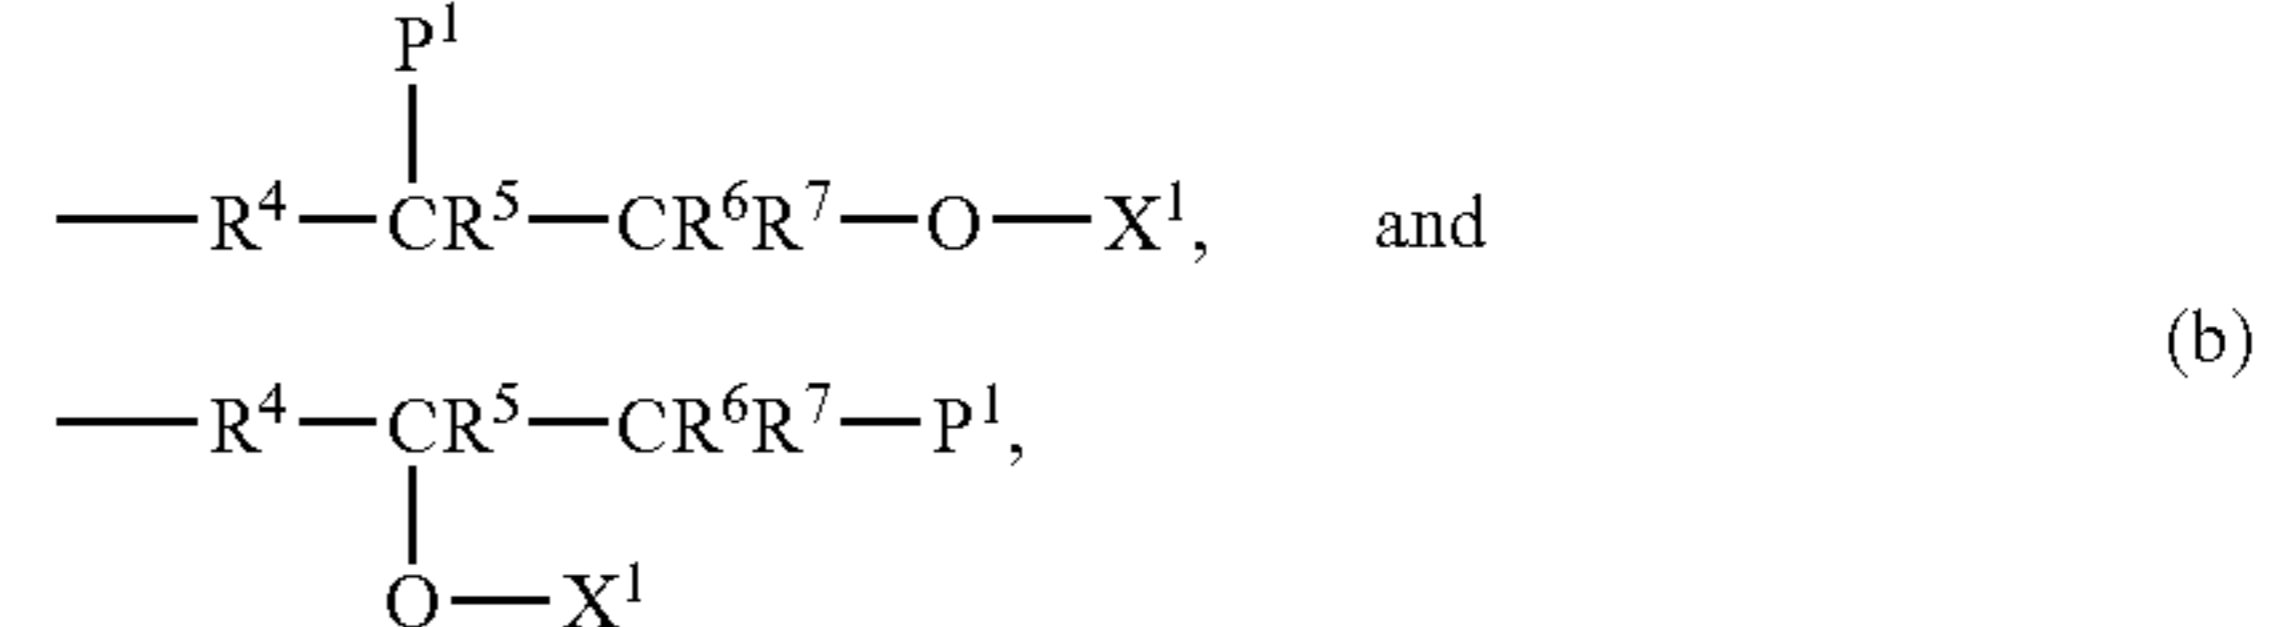 P¹
—R⁴—CR⁵—CR⁶R⁷—O—X¹, and
(b)
—R⁴—CR⁵—CR⁶R⁷—P¹,
O—X¹